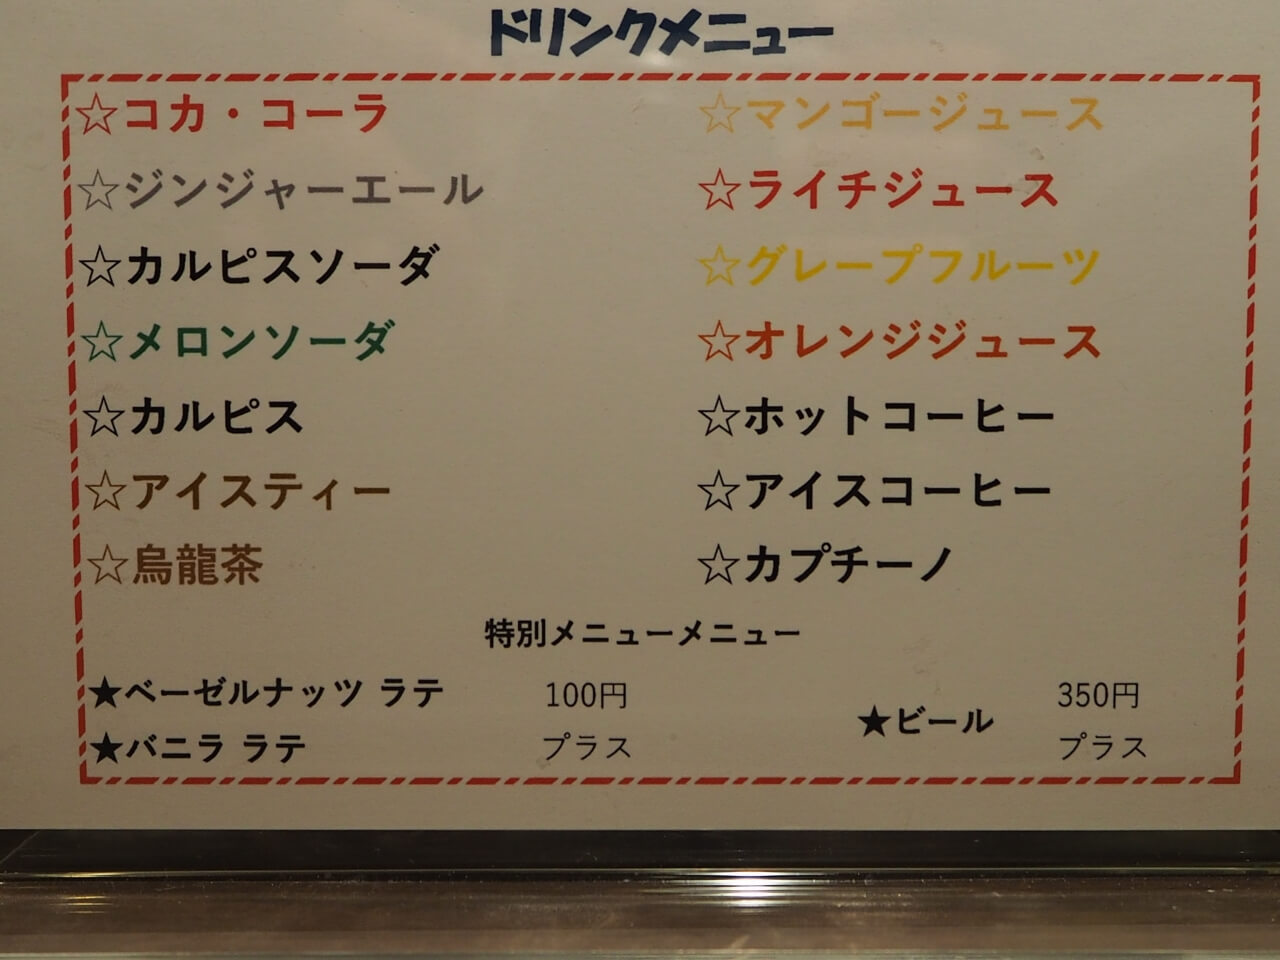 ドリンクメニュー
☆コカ・コーラ
☆ジンジャーエール
☆カルピスソーダ
☆メロンソーダ
☆カルピス
☆アイスティー
☆烏龍茶
☆マンゴージュース
☆ライチジュース
☆グレープフルーツ
☆オレンジジュース
☆ホットコーヒー
☆アイスコーヒー
☆カプチーノ
特別メニューメニュー
★ベーゼルナッツ ラテ
★バニラ ラテ
100円
プラス
★ビール
350円
プラス